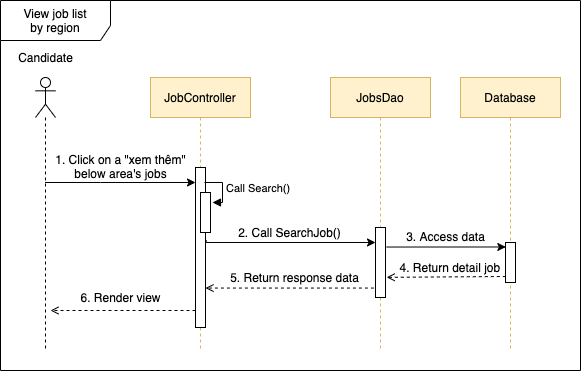 View job list
by region
Candidate
JobController
JobsDao
Database
1. Click on a "xem thêm"
below area's jobs
Call Search()
2. Call SearchJob()
3. Access data
4. Return detail job
5. Return response data
6. Render view